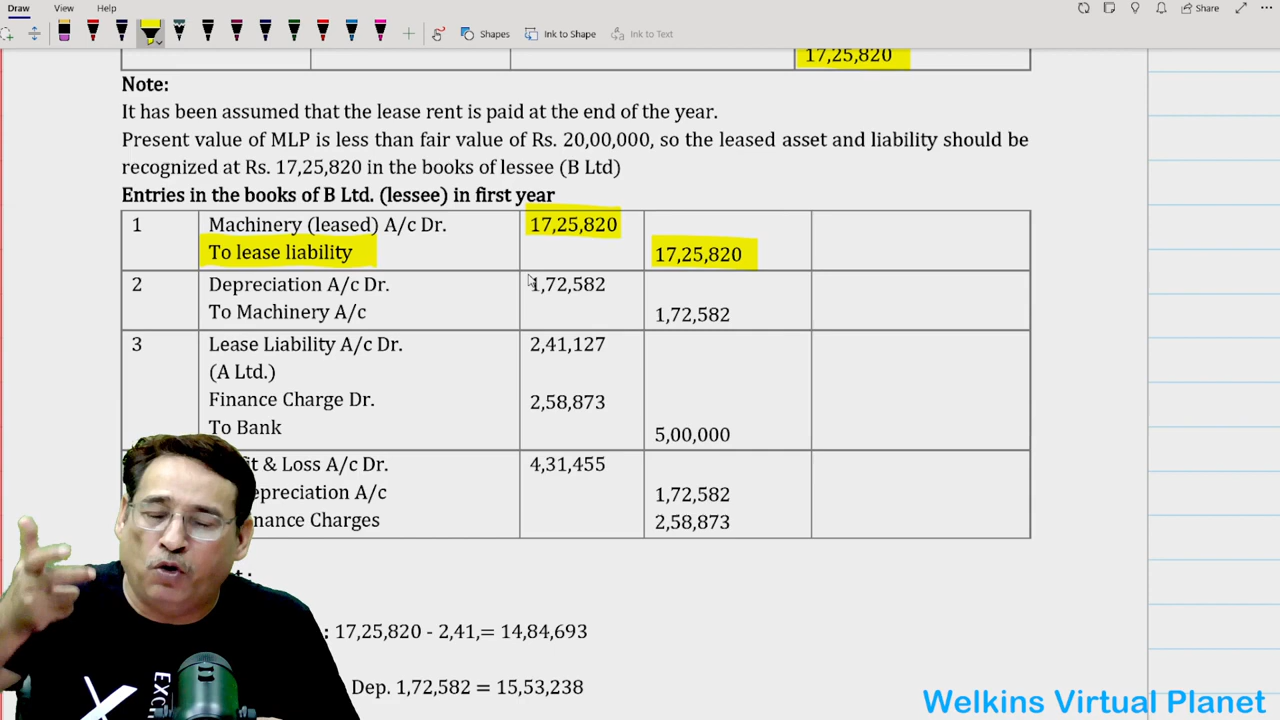 Draw View Help
Shapes Ink to Shape Ink to Text Share
17,25,820
Note:
It has been assumed that the lease rent is paid at the end of the year.
Present value of MLP is less than fair value of Rs. 20,00,000, so the leased asset and liability should be
recognized at Rs. 17,25,820 in the books of lessee (B Ltd)
Entries in the books of B Ltd. (lessee) in first year
1 Machinery (leased) A/c Dr. 17,25,820
To lease liability 17,25,820
2 Depreciation A/c Dr. 1,72,582
To Machinery A/c 1,72,582
3 Lease Liability A/c Dr. 2,41,127
(A Ltd.)
Finance Charge Dr. 2,58,873
To Bank 5,00,000
& Loss A/c Dr. 4,31,455
A/c 1,72,582
Charges 2,58,873
: 17,25,820 - 2,41,= 14,84,693
Dep. 1,72,582 = 15,53,238
EXC
Welkins Virtual Planet